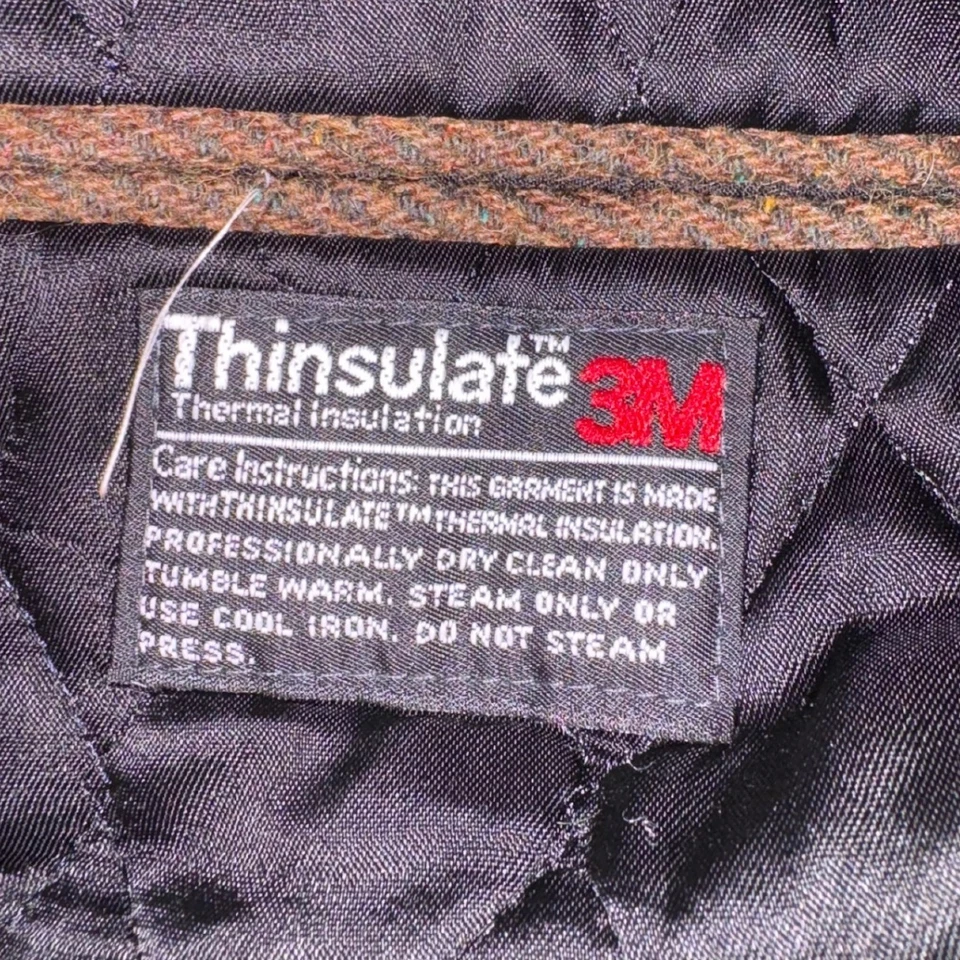 Thinsulate™ 3M
Thermal Insulation
Care Instructions: THIS GARMENT IS MADE
WITH THINSULATE™ THERMAL INSULATION.
PROFESSIONALLY DRY CLEAN ONLY
TUMBLE WARM. STEAM ONLY OR
USE COOL IRON. DO NOT STEAM
PRESS.